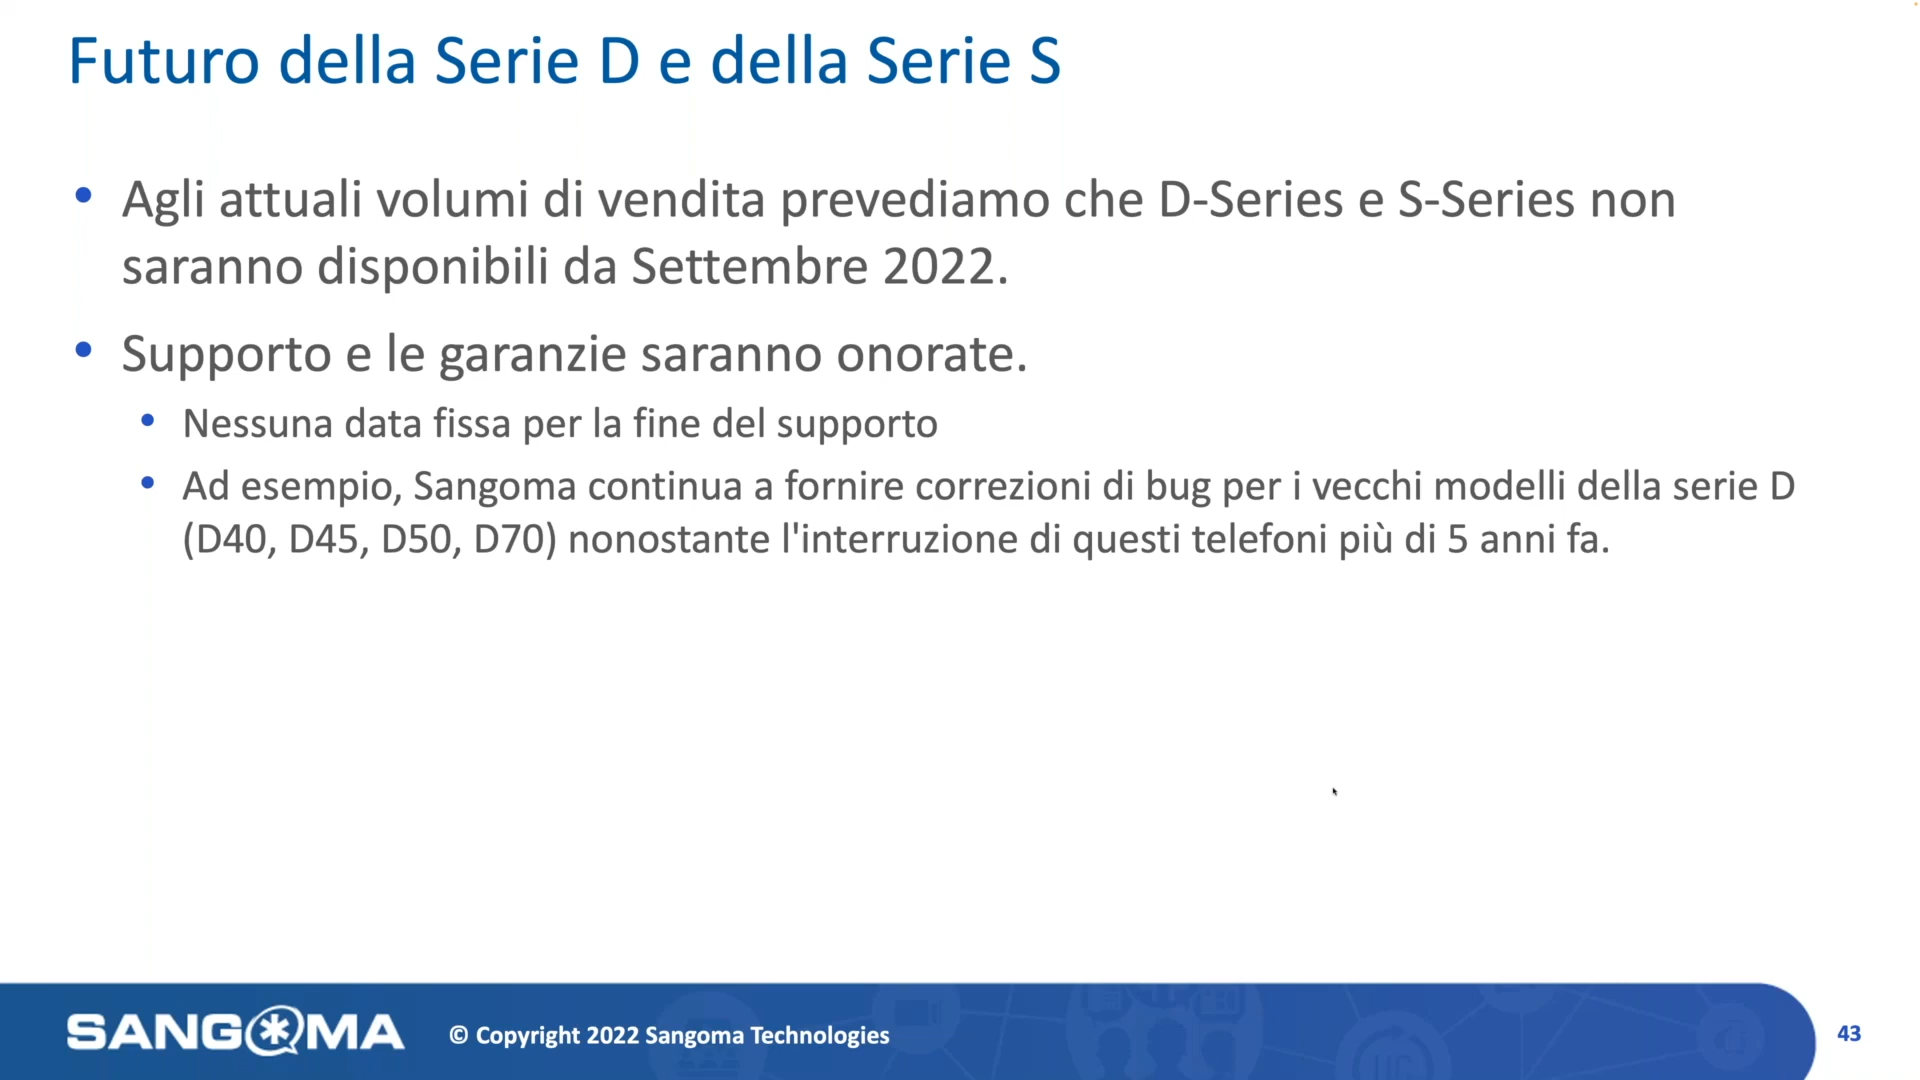 Futuro della Serie D e della Serie S
• Agli attuali volumi di vendita prevediamo che D-Series e S-Series non
saranno disponibili da Settembre 2022.
• Supporto e le garanzie saranno onorate.
• Nessuna data fissa per la fine del supporto
• Ad esempio, Sangoma continua a fornire correzioni di bug per i vecchi modelli della serie D
(D40, D45, D50, D70) nonostante l'interruzione di questi telefoni più di 5 anni fa.
SANGOMA
© Copyright 2022 Sangoma Technologies
43